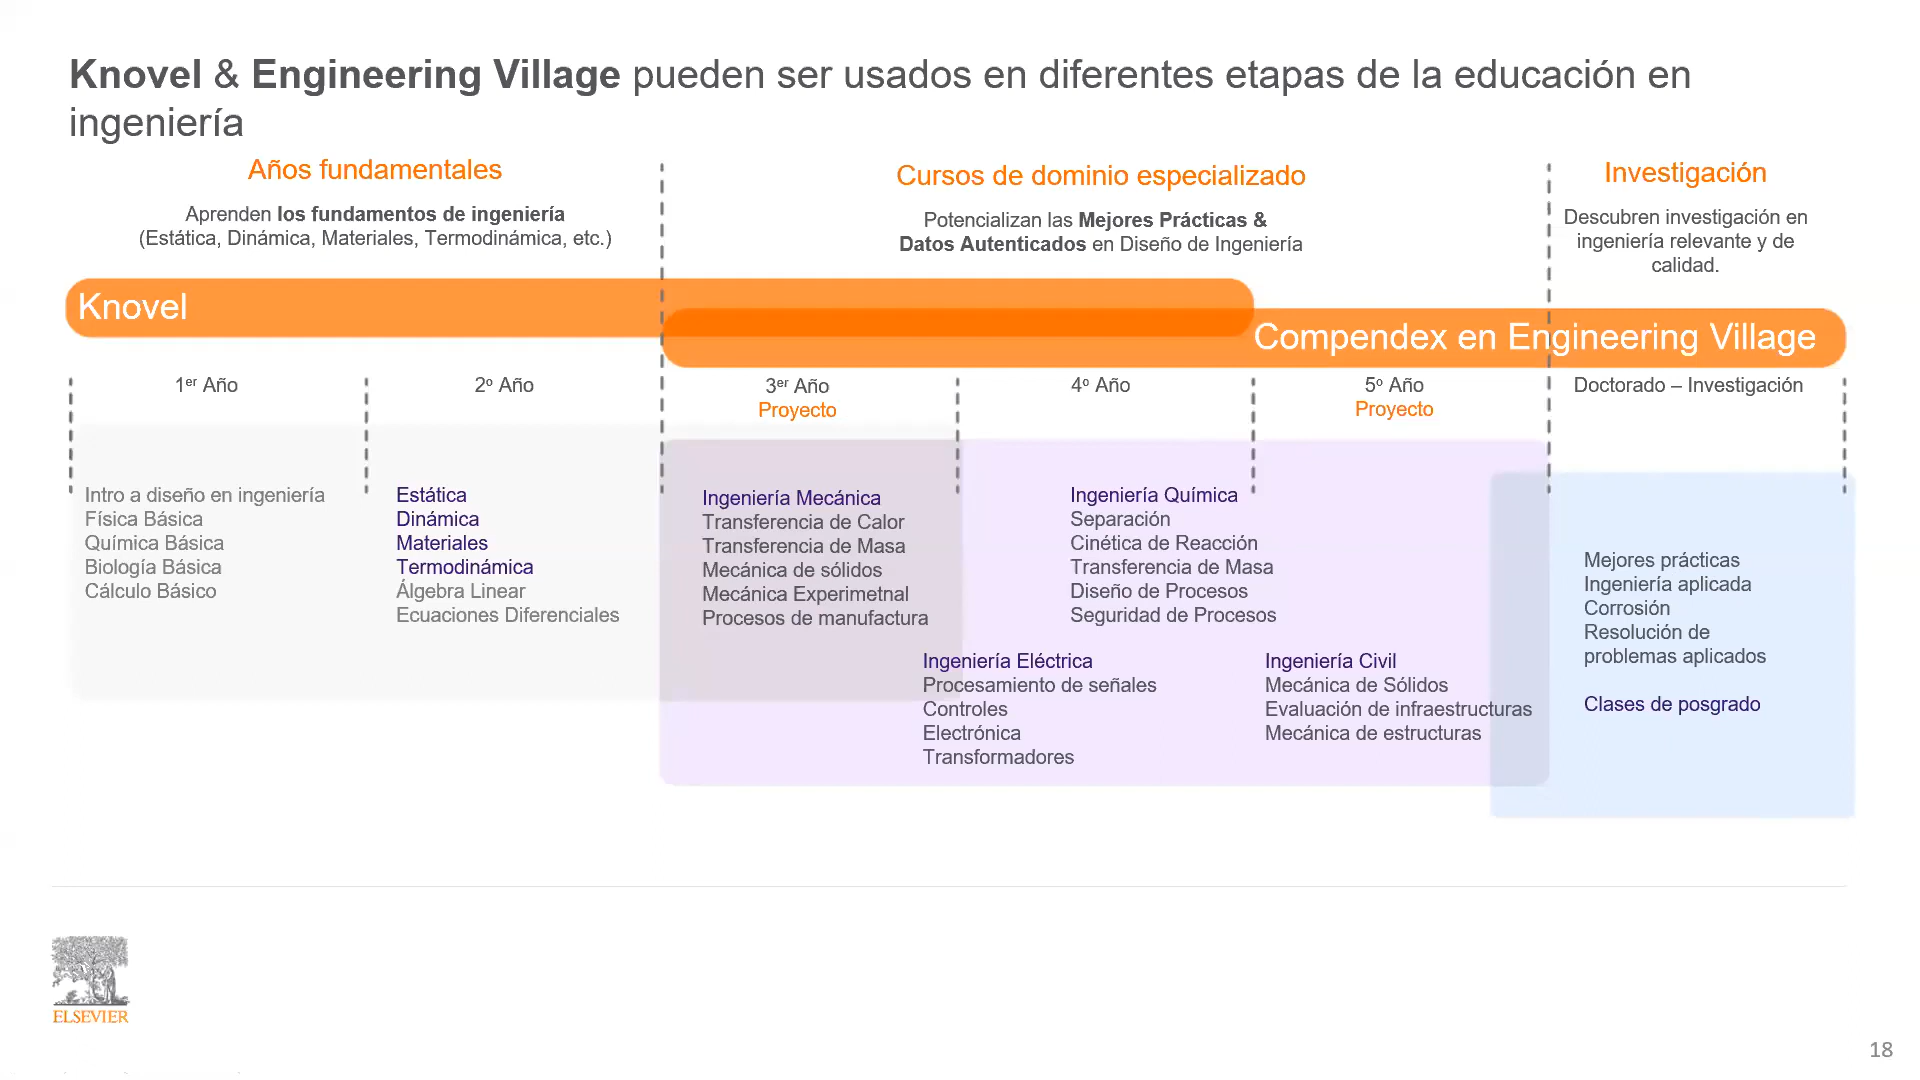 Knovel & Engineering Village pueden ser usados en diferentes etapas de la educación en
ingeniería
Años fundamentales
Aprenden los fundamentos de ingeniería
(Estática, Dinámica, Materiales, Termodinámica, etc.)
Cursos de dominio especializado
Potencializan las Mejores Prácticas &
Datos Autenticados en Diseño de Ingeniería
Investigación
Descubren investigación en
ingeniería relevante y de
calidad.
Knovel
Compendex en Engineering Village
1er Año
2º Año
3er Año
Proyecto
4º Año
5º Año
Proyecto
Doctorado – Investigación
Intro a diseño en ingeniería
Física Básica
Química Básica
Biología Básica
Cálculo Básico
Estática
Dinámica
Materiales
Termodinámica
Álgebra Linear
Ecuaciones Diferenciales
Ingeniería Mecánica
Transferencia de Calor
Transferencia de Masa
Mecánica de sólidos
Mecánica Experimetnal
Procesos de manufactura
Ingeniería Química
Separación
Cinética de Reacción
Transferencia de Masa
Diseño de Procesos
Seguridad de Procesos
Ingeniería Eléctrica
Procesamiento de señales
Controles
Electrónica
Transformadores
Ingeniería Civil
Mecánica de Sólidos
Evaluación de infraestructuras
Mecánica de estructuras
Mejores prácticas
Ingeniería aplicada
Corrosión
Resolución de
problemas aplicados
Clases de posgrado
ELSEVIER
18